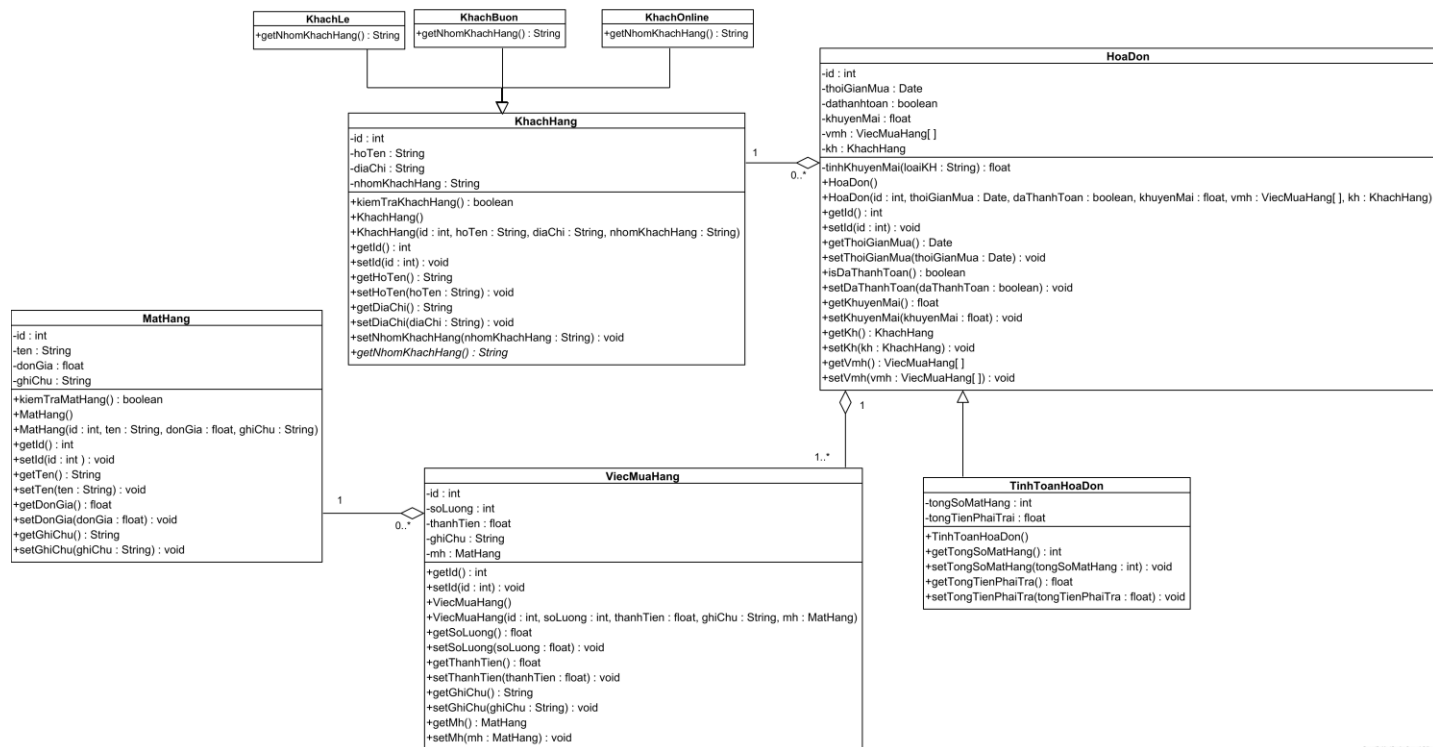 KhachLe
+getNhomKhachHang() : String
KhachBuon
+getNhomKhachHang() : String
KhachOnline
+getNhomKhachHang() : String
HoaDon
-id : int
-thoiGianMua : Date
-dathanhtoan : boolean
-khuyenMai : float
-vmh : ViecMuaHang[ ]
-kh : KhachHang
-tinhKhuyenMai(loaiKH : String) : float
+HoaDon()
+HoaDon(id : int, thoiGianMua : Date, daThanhToan : boolean, khuyenMai : float, vmh : ViecMuaHang[ ], kh : KhachHang)
+getId() : int
+setId(id : int) : void
+getThoiGianMua() : Date
+setThoiGianMua(thoiGianMua : Date) : void
+isDaThanhToan() : boolean
+setDaThanhToan(daThanhToan : boolean) : void
+getKhuyenMai() : float
+setKhuyenMai(khuyenMai : float) : void
+getKh() : KhachHang
+setKh(kh : KhachHang) : void
+getVmh() : ViecMuaHang[ ]
+setVmh(vmh : ViecMuaHang[ ]) : void
KhachHang
-id : int
-hoTen : String
-diaChi : String
-nhomKhachHang : String
+kiemTraKhachHang() : boolean
+KhachHang()
+KhachHang(id : int, hoTen : String, diaChi : String, nhomKhachHang : String)
+getId() : int
+setId(id : int) : void
+getHoTen() : String
+setHoTen(hoTen : String) : void
+getDiaChi() : String
+setDiaChi(diaChi : String) : void
+setNhomKhachHang(nhomKhachHang : String) : void
+getNhomKhachHang() : String
1
0..*
MatHang
-id : int
-ten : String
-donGia : float
-ghiChu : String
+kiemTraMatHang() : boolean
+MatHang()
+MatHang(id : int, ten : String, donGia : float, ghiChu : String)
+getId() : int
+setId(id : int ) : void
+getTen() : String
+setTen(ten : String) : void
+getDonGia() : float
+setDonGia(donGia : float) : void
+getGhiChu() : String
+setGhiChu(ghiChu : String) : void
1
0..*
1
1..*
ViecMuaHang
-id : int
-soLuong : int
-thanhTien : float
-ghiChu : String
-mh : MatHang
+getId() : int
+setId(id : int) : void
+ViecMuaHang()
+ViecMuaHang(id : int, soLuong : int, thanhTien : float, ghiChu : String, mh : MatHang)
+getSoLuong() : float
+setSoLuong(soLuong : float) : void
+getThanhTien() : float
+setThanhTien(thanhTien : float) : void
+getGhiChu() : String
+setGhiChu(ghiChu : String) : void
+getMh() : MatHang
+setMh(mh : MatHang) : void
TinhToanHoaDon
-tongSoMatHang : int
-tongTienPhaiTrai : float
+TinhToanHoaDon()
+getTongSoMatHang() : int
+setTongSoMatHang(tongSoMatHang : int) : void
+getTongTienPhaiTra() : float
+setTongTienPhaiTra(tongTienPhaiTra : float) : void